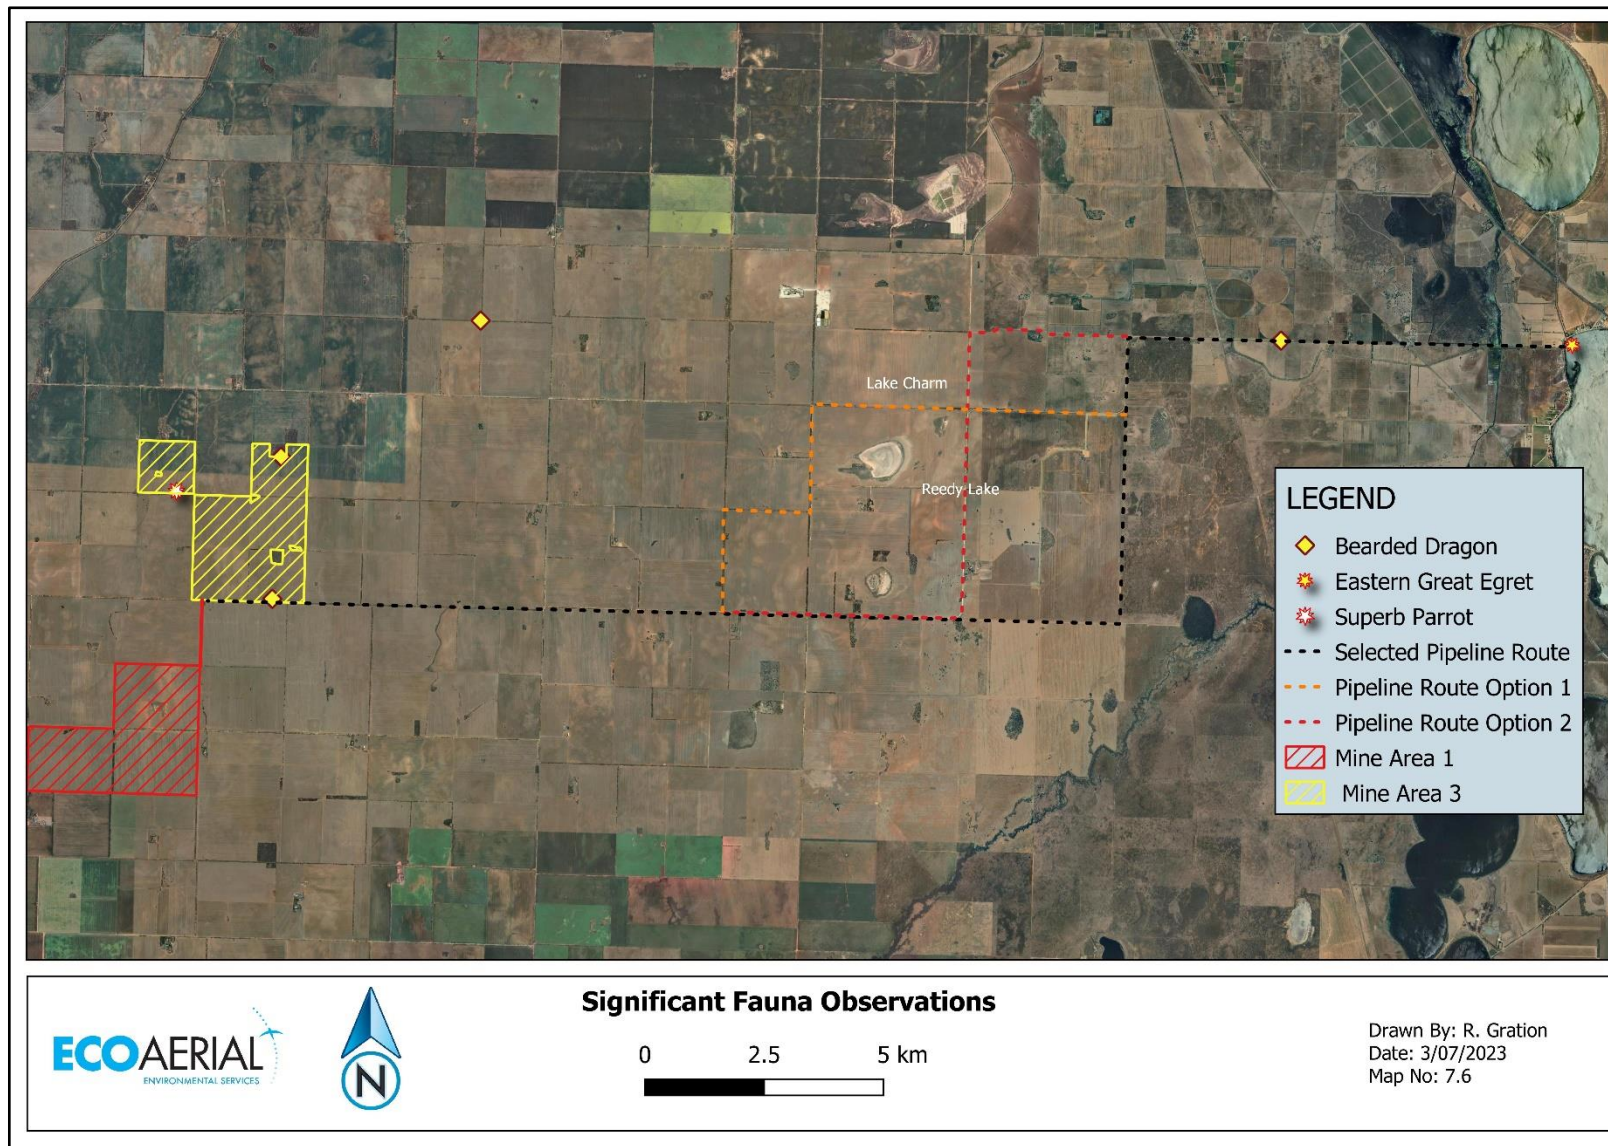 Lake Charm
Reedy Lake
LEGEND
Bearded Dragon
Eastern Great Egret
Superb Parrot
Selected Pipeline Route
Pipeline Route Option 1
Pipeline Route Option 2
Mine Area 1
Mine Area 3
ECOAERIAL
ENVIRONMENTAL SERVICES
N
Significant Fauna Observations
0 2.5 5 km
Drawn By: R. Gration
Date: 3/07/2023
Map No: 7.6